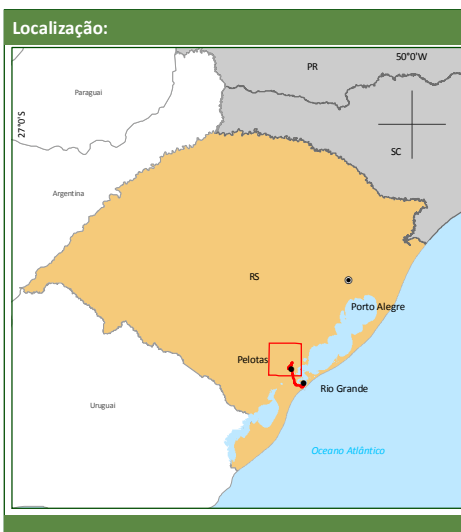 Localização:
50°0'W
PR
Paraguai
27°0'S
SC
Argentina
RS
Porto Alegre
Pelotas
Rio Grande
Uruguai
Oceano Atlântico